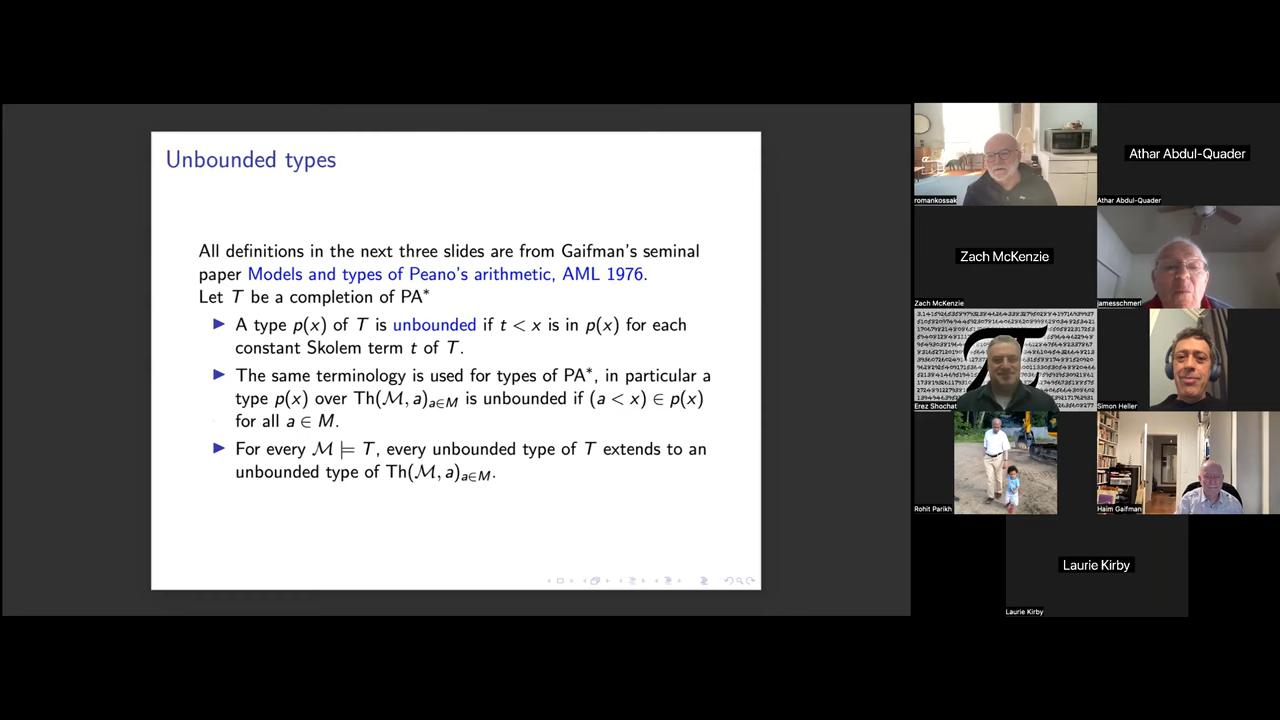 Unbounded types
All definitions in the next three slides are from Gaifman's seminal
paper Models and types of Peano's arithmetic, AML 1976.
Let T be a completion of PA*
▶ A type p(x) of T is unbounded if t < x is in p(x) for each
constant Skolem term t of T.
▶ The same terminology is used for types of PA*, in particular a
type p(x) over Th(ℳ, a)ₐ∈M is unbounded if (a < x) ∈ p(x)
for all a ∈ M.
▶ For every ℳ ⊨ T, every unbounded type of T extends to an
unbounded type of Th(ℳ, a)ₐ∈M.
romankossak
Athar Abdul-Quader
Athar Abdul-Quader
Zach McKenzie
Zach McKenzie
jamesschmerl
Erez Shochat
Simon Heller
Rohit Parikh
Haim Gaifman
Laurie Kirby
Laurie Kirby